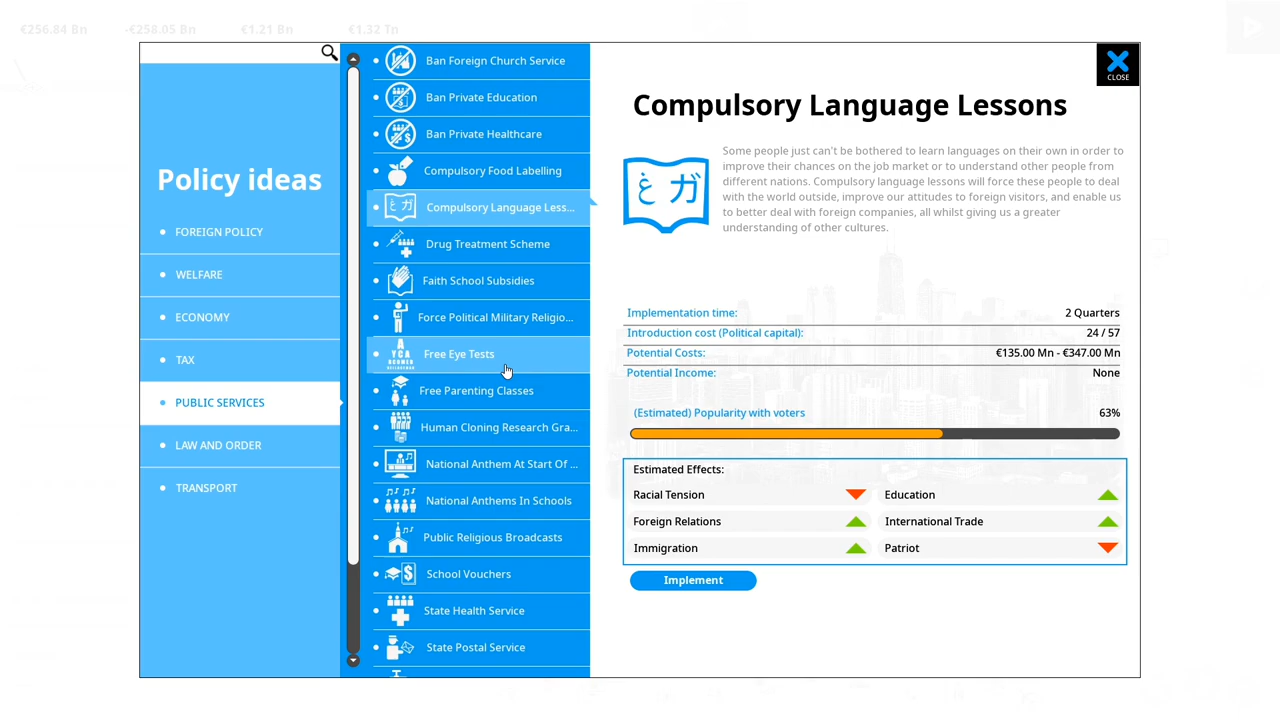 €256.84 Bn -€258.05 Bn €1.21 Bn €1.32 Tn
Policy ideas
FOREIGN POLICY
WELFARE
ECONOMY
TAX
PUBLIC SERVICES
LAW AND ORDER
TRANSPORT
Ban Foreign Church Service
Ban Private Education
Ban Private Healthcare
Compulsory Food Labelling
Compulsory Language Less...
Drug Treatment Scheme
Faith School Subsidies
Force Political Military Religio...
Free Eye Tests
Free Parenting Classes
Human Cloning Research Gra...
National Anthem At Start Of ...
National Anthems In Schools
Public Religious Broadcasts
School Vouchers
State Health Service
State Postal Service
CLOSE
Compulsory Language Lessons
غ ガ
Some people just can't be bothered to learn languages on their own in order to
improve their chances on the job market or to understand other people from
different nations. Compulsory language lessons will force these people to deal
with the world outside, improve our attitudes to foreign visitors, and enable us
to better deal with foreign companies, all whilst giving us a greater
understanding of other cultures.
Implementation time: 2 Quarters
Introduction cost (Political capital): 24 / 57
Potential Costs: €135.00 Mn - €347.00 Mn
Potential Income: None
(Estimated) Popularity with voters 63%
Estimated Effects:
Racial Tension Education
Foreign Relations International Trade
Immigration Patriot
Implement